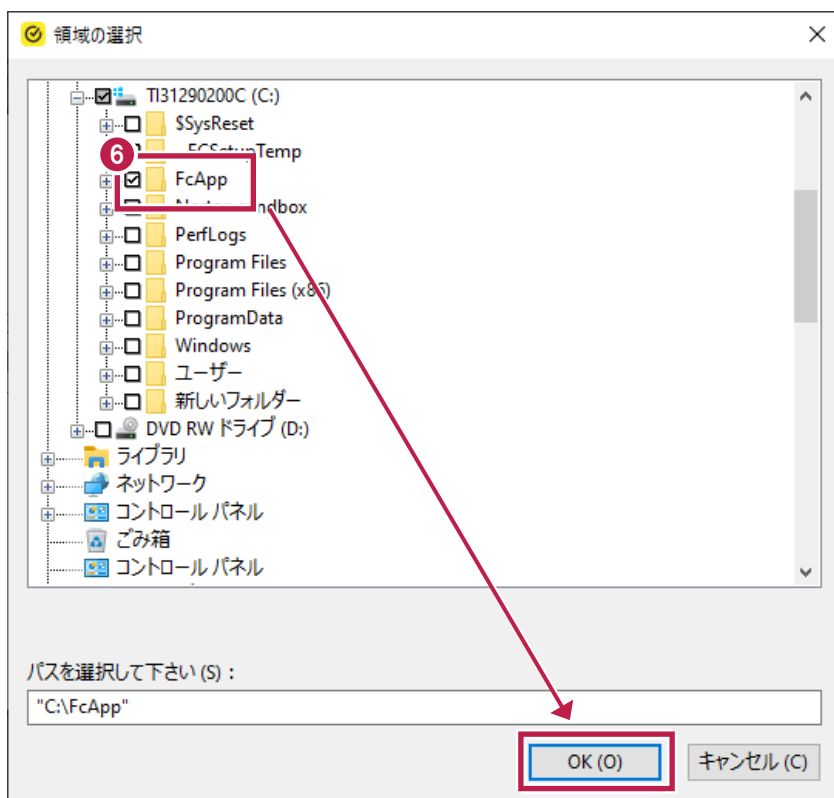 領域の選択
TI31290200C (C:)
$SysReset
6
FcApp
PerfLogs
Program Files
Program Files (x86)
ProgramData
Windows
ユーザー
新しいフォルダー
DVD RW ドライブ (D:)
ライブラリ
ネットワーク
コントロール パネル
ごみ箱
コントロール パネル
パスを選択して下さい (S) :
"C:\FcApp"
OK (O)
キャンセル (C)